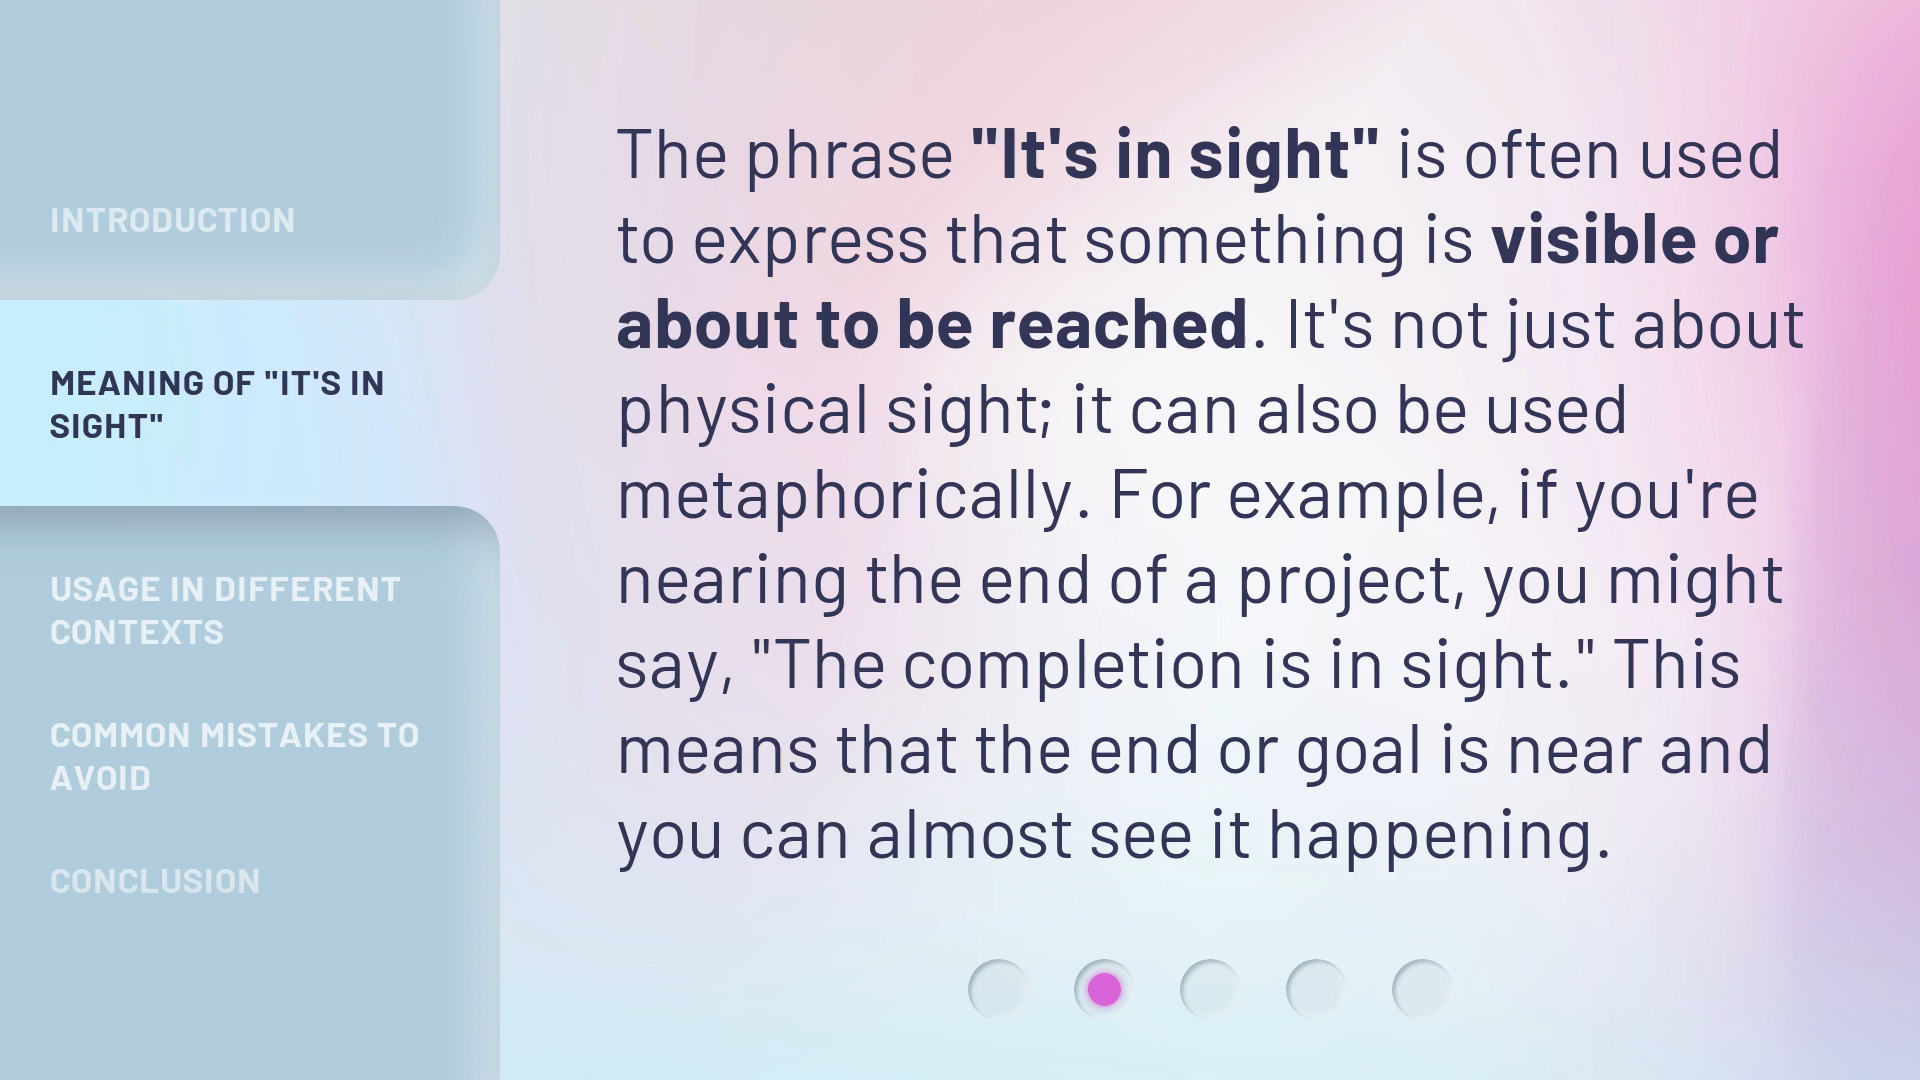 INTRODUCTION
MEANING OF "IT'S IN
SIGHT"
USAGE IN DIFFERENT
CONTEXTS
COMMON MISTAKES TO
AVOID
CONCLUSION
The phrase "It's in sight" is often used
to express that something is visible or
about to be reached. It's not just about
physical sight; it can also be used
metaphorically. For example, if you're
nearing the end of a project, you might
say, "The completion is in sight." This
means that the end or goal is near and
you can almost see it happening.